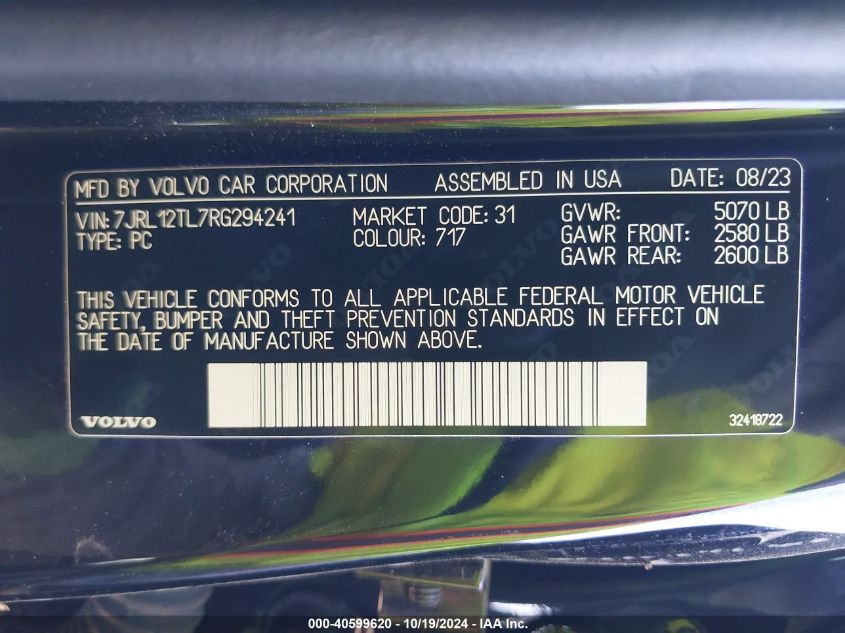 MFD BY VOLVO CAR CORPORATION ASSEMBLED IN USA DATE: 08/23
VIN: 7JRL12TL7RG294241 MARKET CODE: 31 GVWR: 5070 LB
TYPE: PC COLOUR: 717 GAWR FRONT: 2580 LB
GAWR REAR: 2600 LB
THIS VEHICLE CONFORMS TO ALL APPLICABLE FEDERAL MOTOR VEHICLE
SAFETY, BUMPER AND THEFT PREVENTION STANDARDS IN EFFECT ON
THE DATE OF MANUFACTURE SHOWN ABOVE.
VOLVO 32418722
000-40599620 - 10/19/2024 - IAA Inc.